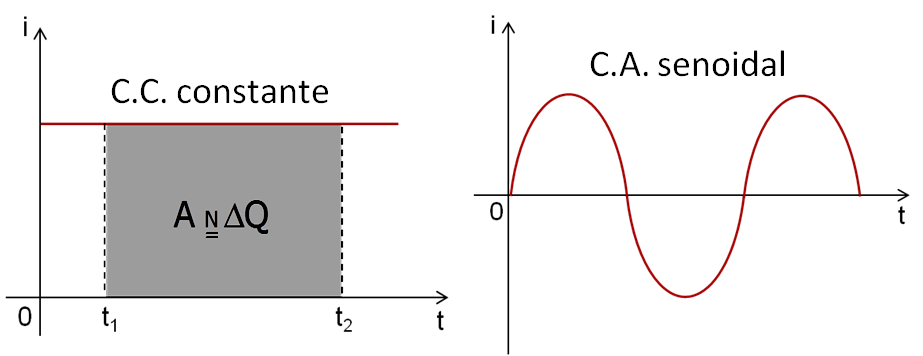 i
C.C. constante
A N= ΔQ
0
t₁
t₂
t
i
C.A. senoidal
0
t